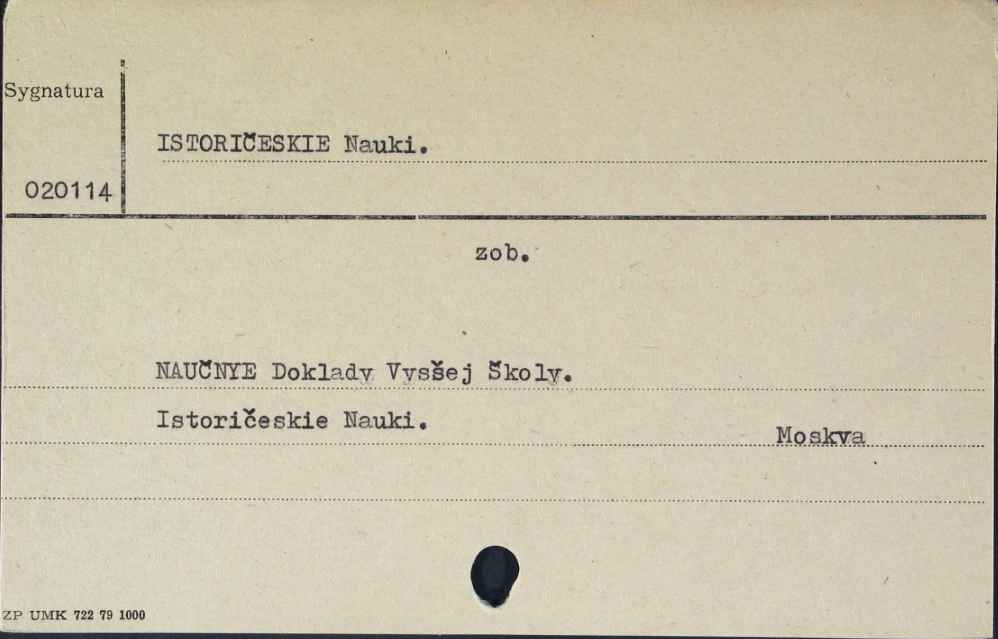 Sygnatura
ISTORIČESKIE Nauki.
020114
zob.
NAUČNYE Doklady Vysšej Školy.
Istoričeskie Nauki.
Moskva
ZP UMK 722 79 1000